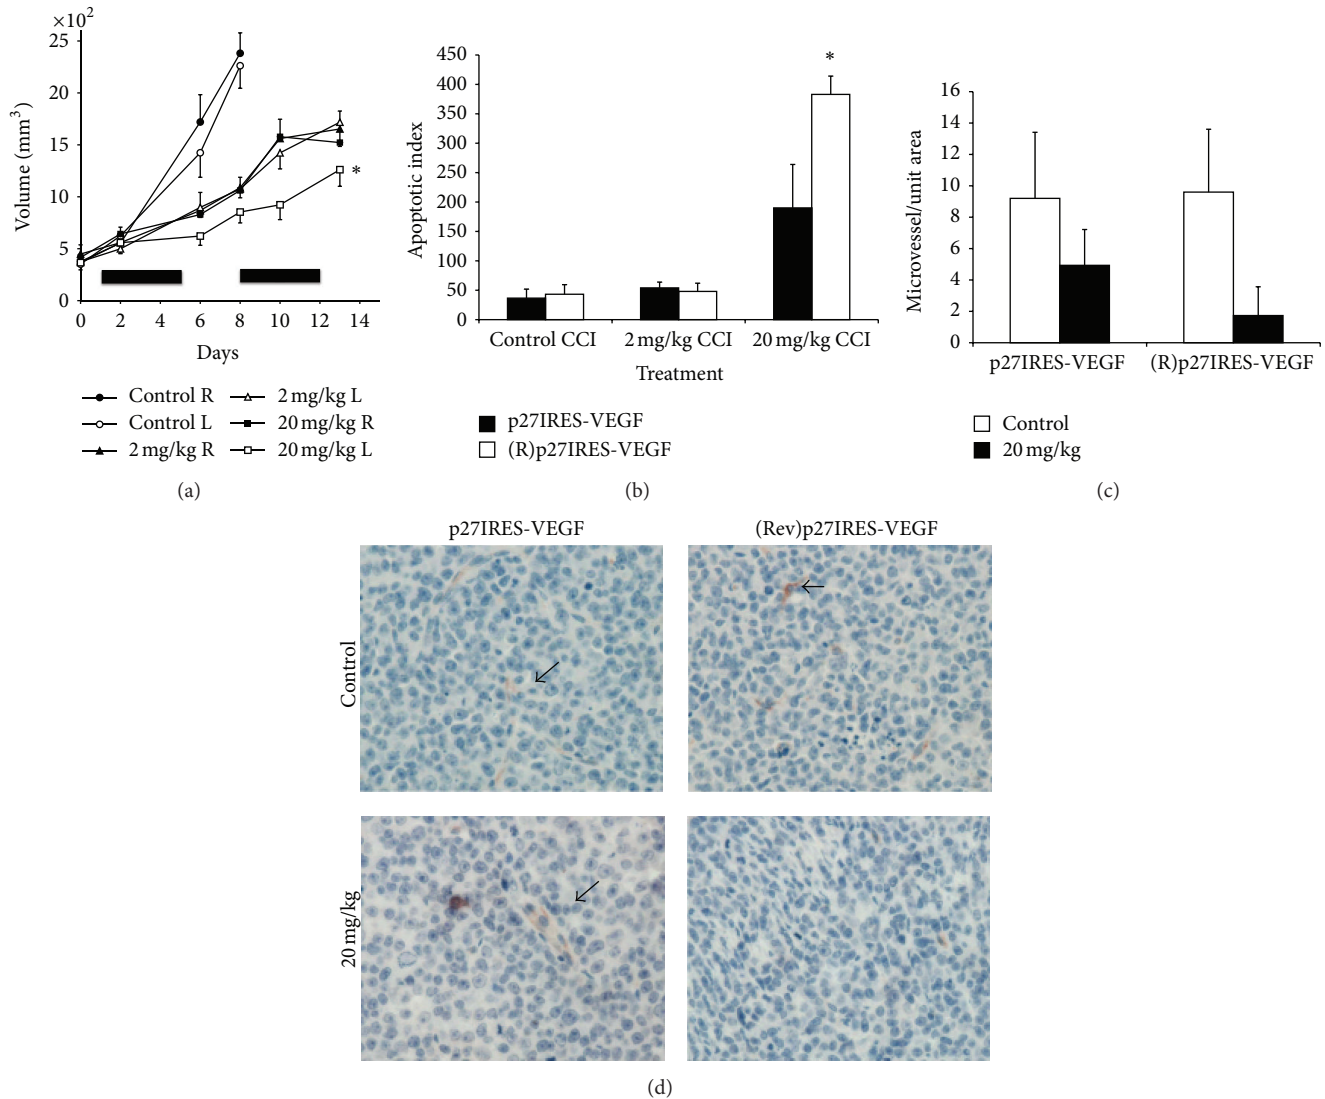 ×10²
25
20
15
10
5
0
Volume (mm³)
*
0 2 4 6 8 10 12 14
Days
Control R
Control L
2 mg/kg R
2 mg/kg L
20 mg/kg R
20 mg/kg L
(a)
450
400
350
300
250
200
150
100
50
0
Apoptotic index
*
Control CCI 2 mg/kg CCI 20 mg/kg CCI
Treatment
p27IRES-VEGF
(R)p27IRES-VEGF
(b)
16
14
12
10
8
6
4
2
0
Microvessel/unit area
p27IRES-VEGF (R)p27IRES-VEGF
Control
20 mg/kg
(c)
p27IRES-VEGF (Rev)p27IRES-VEGF
Control
20 mg/kg
(d)